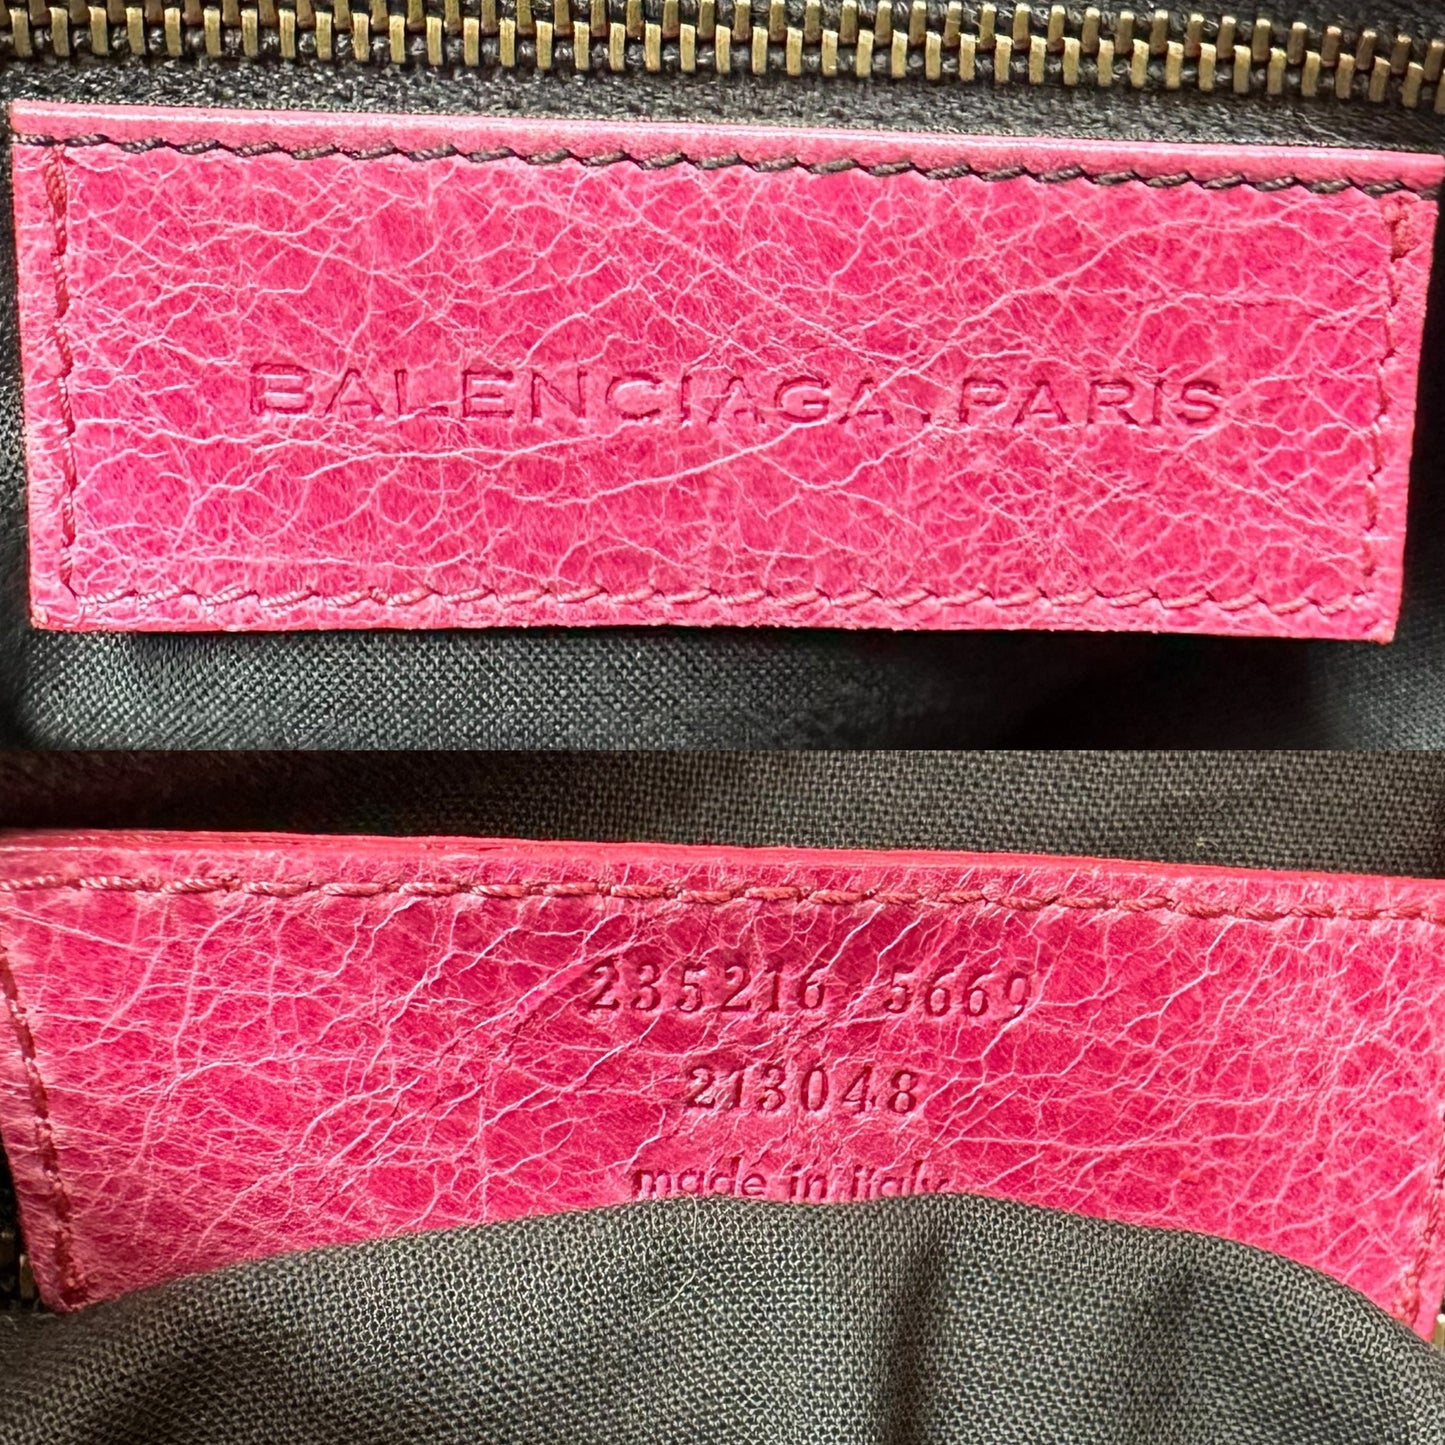 BALENCIAGA.PARIS
235216 5669
213048
made in italy